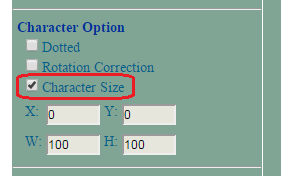 Character Option
Dotted
Rotation Correction
Character Size
X: 0 Y: 0
W: 100 H: 100